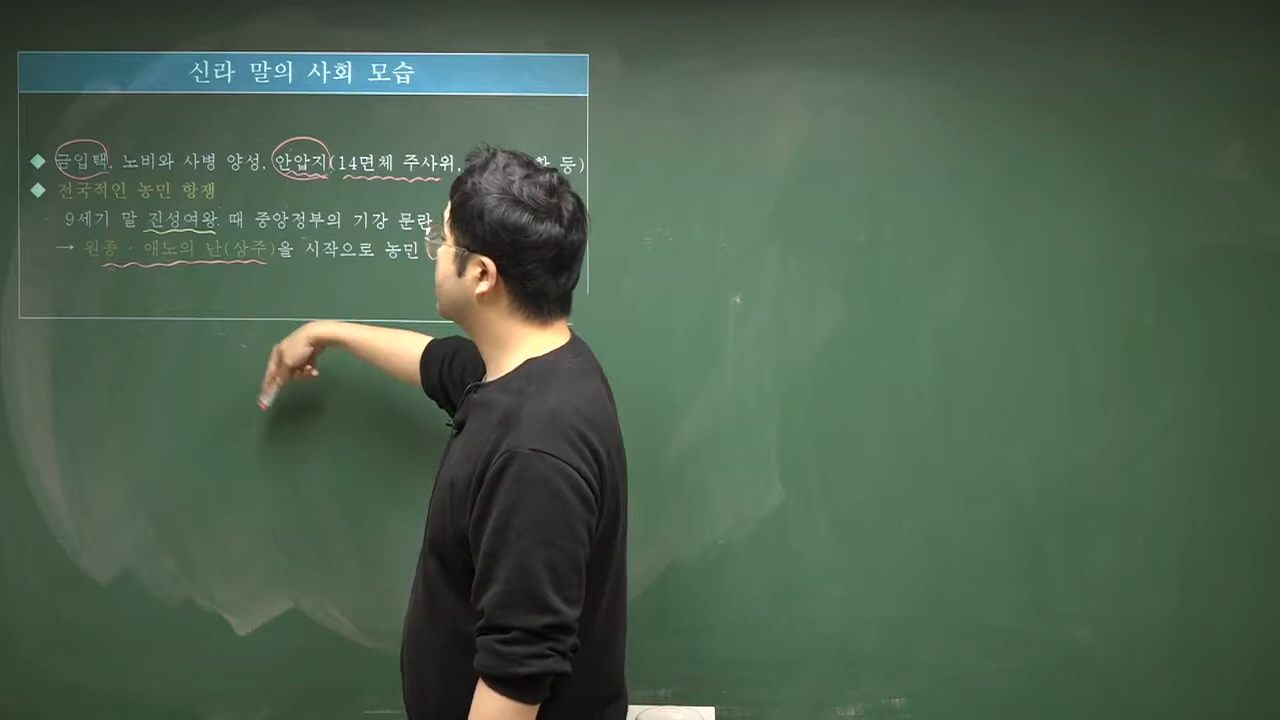 신라 말의 사회 모습
금입택, 노비와 사병 양성, 안압지(14면체 주사위, 등)
전국적인 농민 항쟁
9세기 말 진성여왕 때 중앙정부의 기강 문란
→ 원종 · 애노의 난(상주)을 시작으로 농민